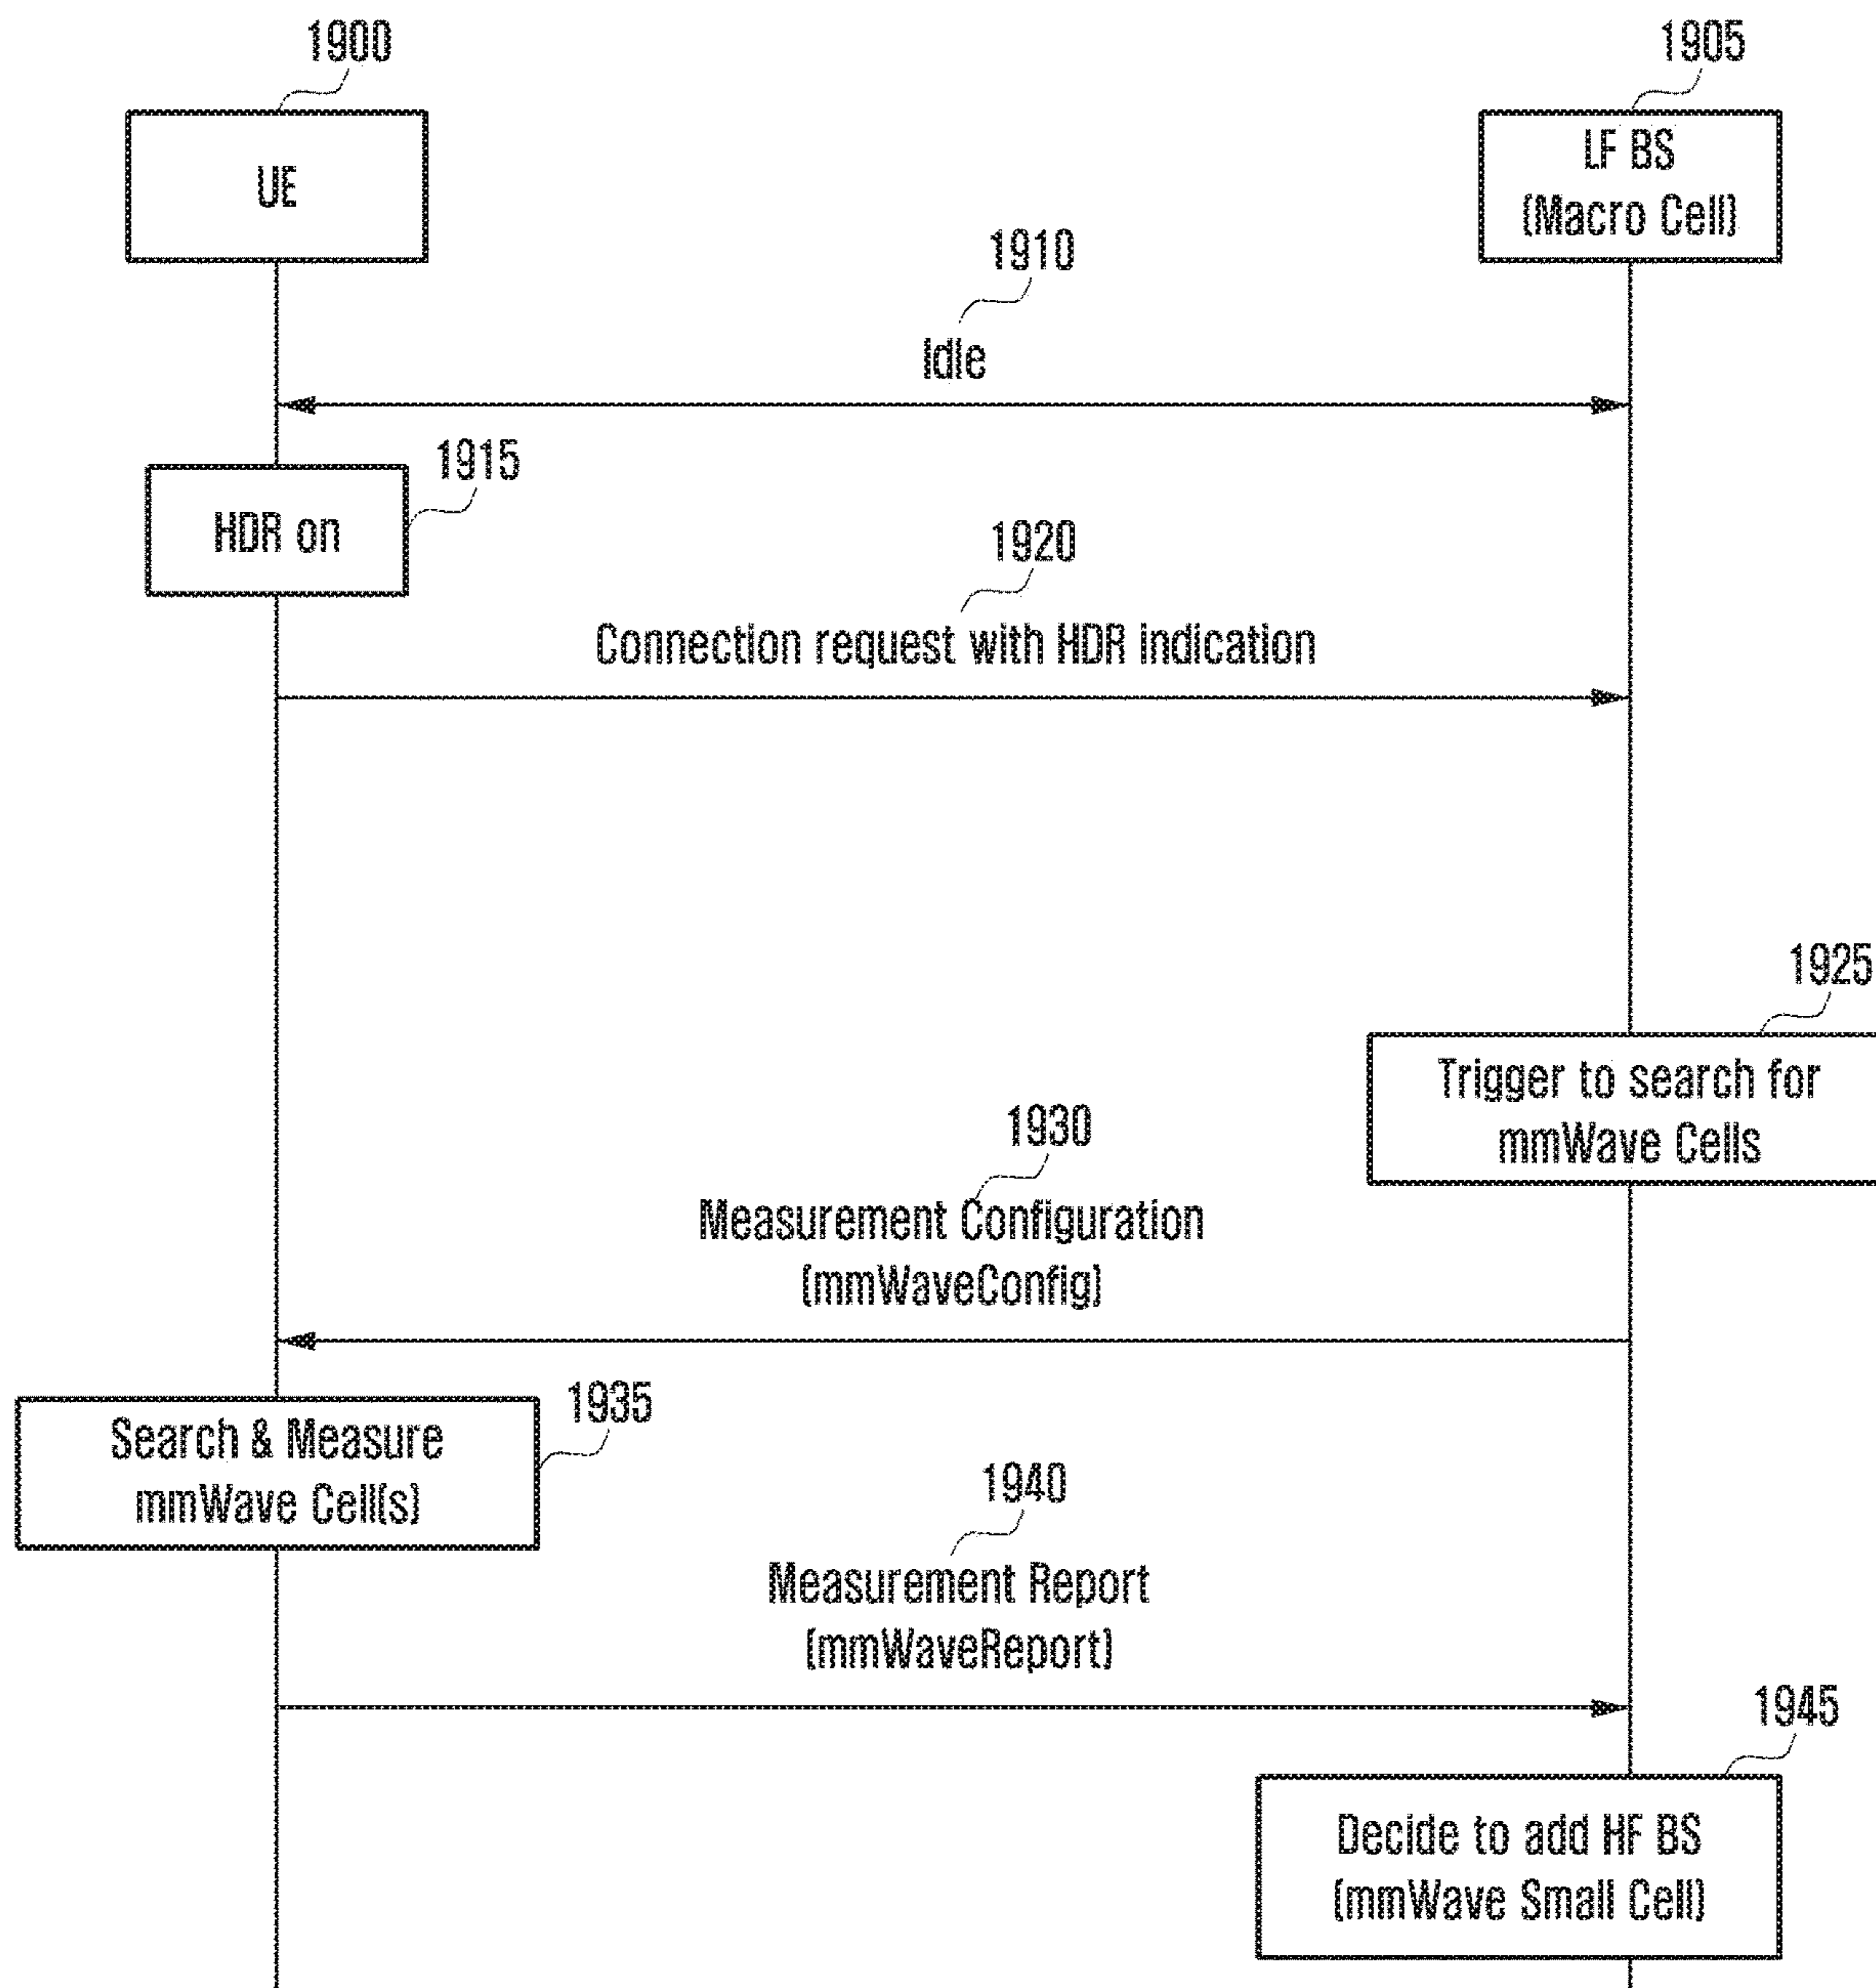 1900
1905
UE
LF BS
(Macro Cell)
1910
Idle
1915
HDR on
1920
Connection request with HDR indication
1925
Trigger to search for
mmWave Cells
1930
Measurement Configuration
(mmWaveConfig)
1935
Search & Measure
mmWave Cell(s)
1940
Measurement Report
(mmWaveReport)
1945
Decide to add HF BS
(mmWave Small Cell)